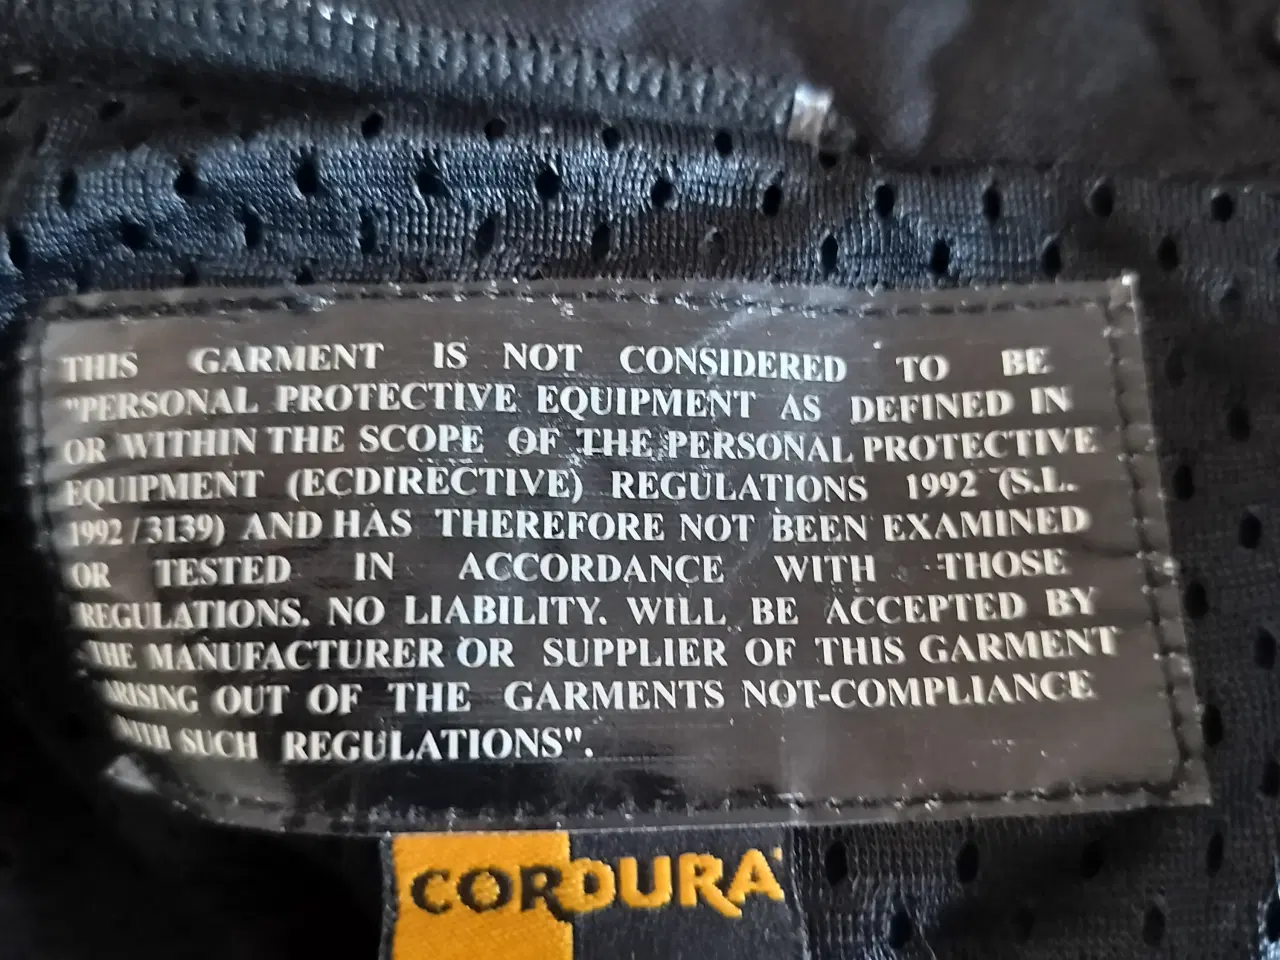 THIS GARMENT IS NOT CONSIDERED TO BE
"PERSONAL PROTECTIVE EQUIPMENT AS DEFINED IN
OR WITHIN THE SCOPE OF THE PERSONAL PROTECTIVE
EQUIPMENT (ECDIRECTIVE) REGULATIONS 1992 (S.L.
1992/3139) AND HAS THEREFORE NOT BEEN EXAMINED
OR TESTED IN ACCORDANCE WITH THOSE
REGULATIONS. NO LIABILITY. WILL BE ACCEPTED BY
THE MANUFACTURER OR SUPPLIER OF THIS GARMENT
ARISING OUT OF THE GARMENTS NOT-COMPLIANCE
WITH SUCH REGULATIONS".
CORDURA